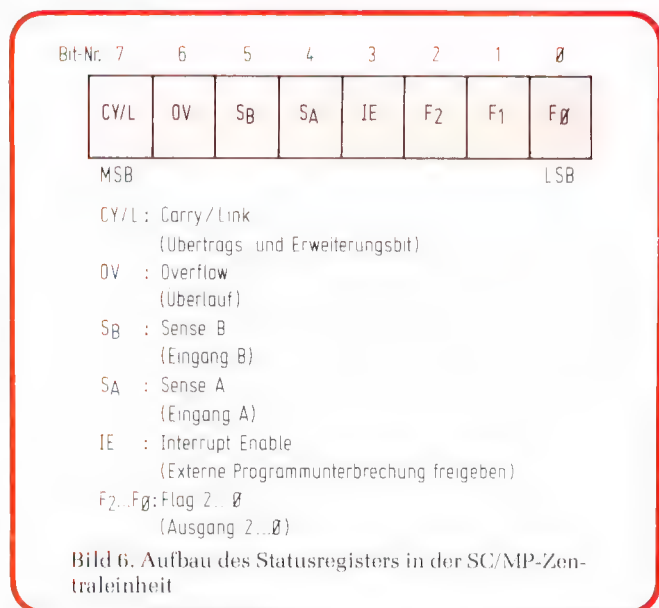 Bit-Nr. 7 6 5 4 3 2 1 Ø
CY/L OV SB SA IE F2 F1 FØ
MSB LSB
CY/L : Carry/Link
(Übertrags- und Erweiterungsbit)
OV : Overflow
(Überlauf)
SB : Sense B
(Eingang B)
SA : Sense A
(Eingang A)
IE : Interrupt Enable
(Externe Programmunterbrechung freigeben)
F2...FØ: Flag 2...Ø
(Ausgang 2...Ø)
Bild 6. Aufbau des Statusregisters in der SC/MP-Zen-
traleinheit